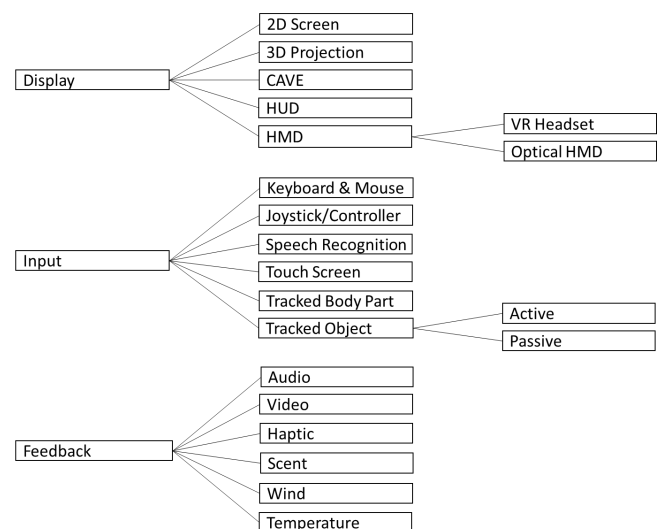 Display
2D Screen
3D Projection
CAVE
HUD
HMD
VR Headset
Optical HMD
Input
Keyboard & Mouse
Joystick/Controller
Speech Recognition
Touch Screen
Tracked Body Part
Tracked Object
Active
Passive
Feedback
Audio
Video
Haptic
Scent
Wind
Temperature